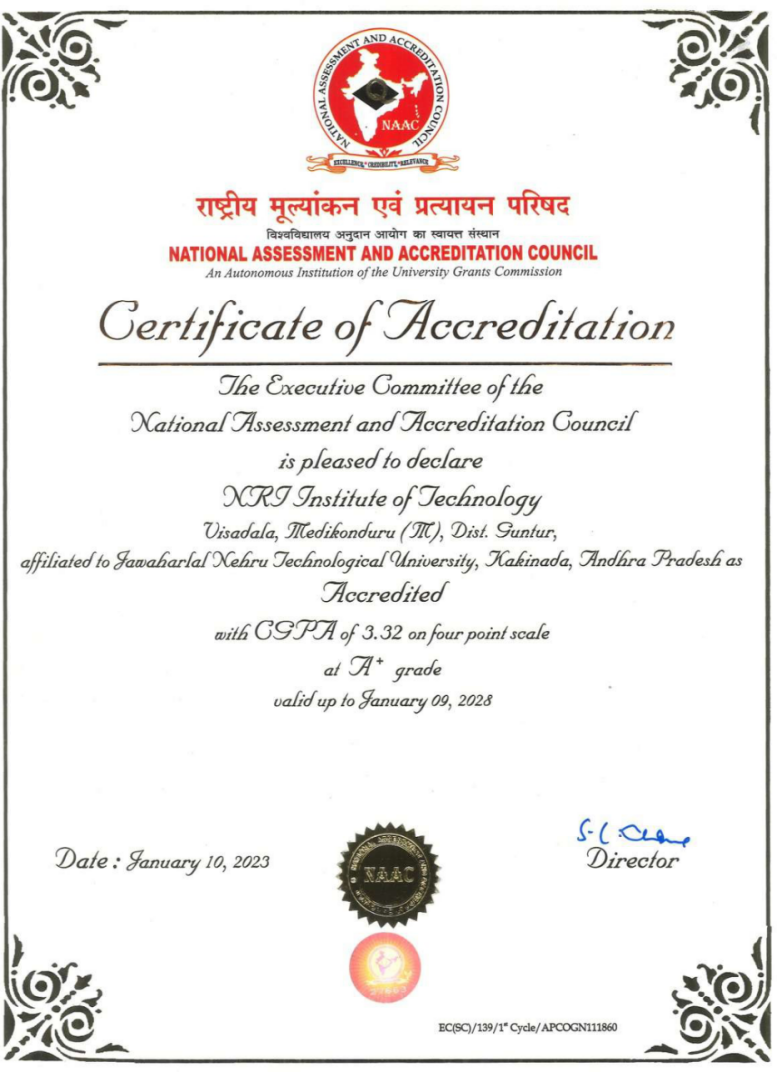 NATIONAL ASSESSMENT AND ACCREDITATION COUNCIL
NAAC
EXCELLENCE * CREDIBILITY * RELEVANCE
राष्ट्रीय मूल्यांकन एवं प्रत्यायन परिषद
विश्वविद्यालय अनुदान आयोग का स्वायत्त संस्थान
NATIONAL ASSESSMENT AND ACCREDITATION COUNCIL
An Autonomous Institution of the University Grants Commission
Certificate of Accreditation
The Executive Committee of the
National Assessment and Accreditation Council
is pleased to declare
NRI Institute of Technology
Visadala, Medikonduru (M), Dist. Guntur,
affiliated to Jawaharlal Nehru Technological University, Kakinada, Andhra Pradesh as
Accredited
with CGPA of 3.32 on four point scale
at A⁺ grade
valid up to January 09, 2028
Date : January 10, 2023
Director
NAAC
EC(SC)/139/1ˢᵗ Cycle/APCOGN111860